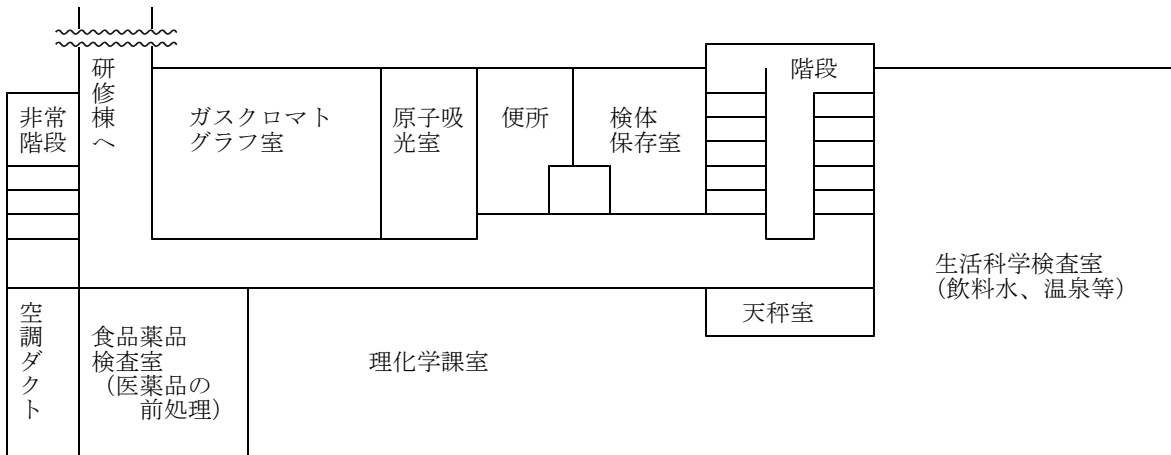 研修棟へ
階段
非常
階段
ガスクロマト
グラフ室
原子吸
光室
便所
検体
保存室
生活科学検査室
（飲料水、温泉等）
空調ダクト
食品薬品
検査室
（医薬品の
前処理）
理化学課室
天秤室